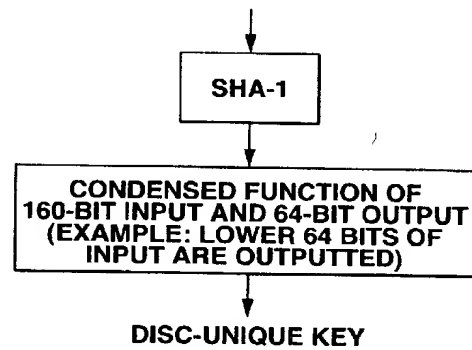 SHA-1
CONDENSED FUNCTION OF
160-BIT INPUT AND 64-BIT OUTPUT
(EXAMPLE: LOWER 64 BITS OF
INPUT ARE OUTPUTTED)
DISC-UNIQUE KEY